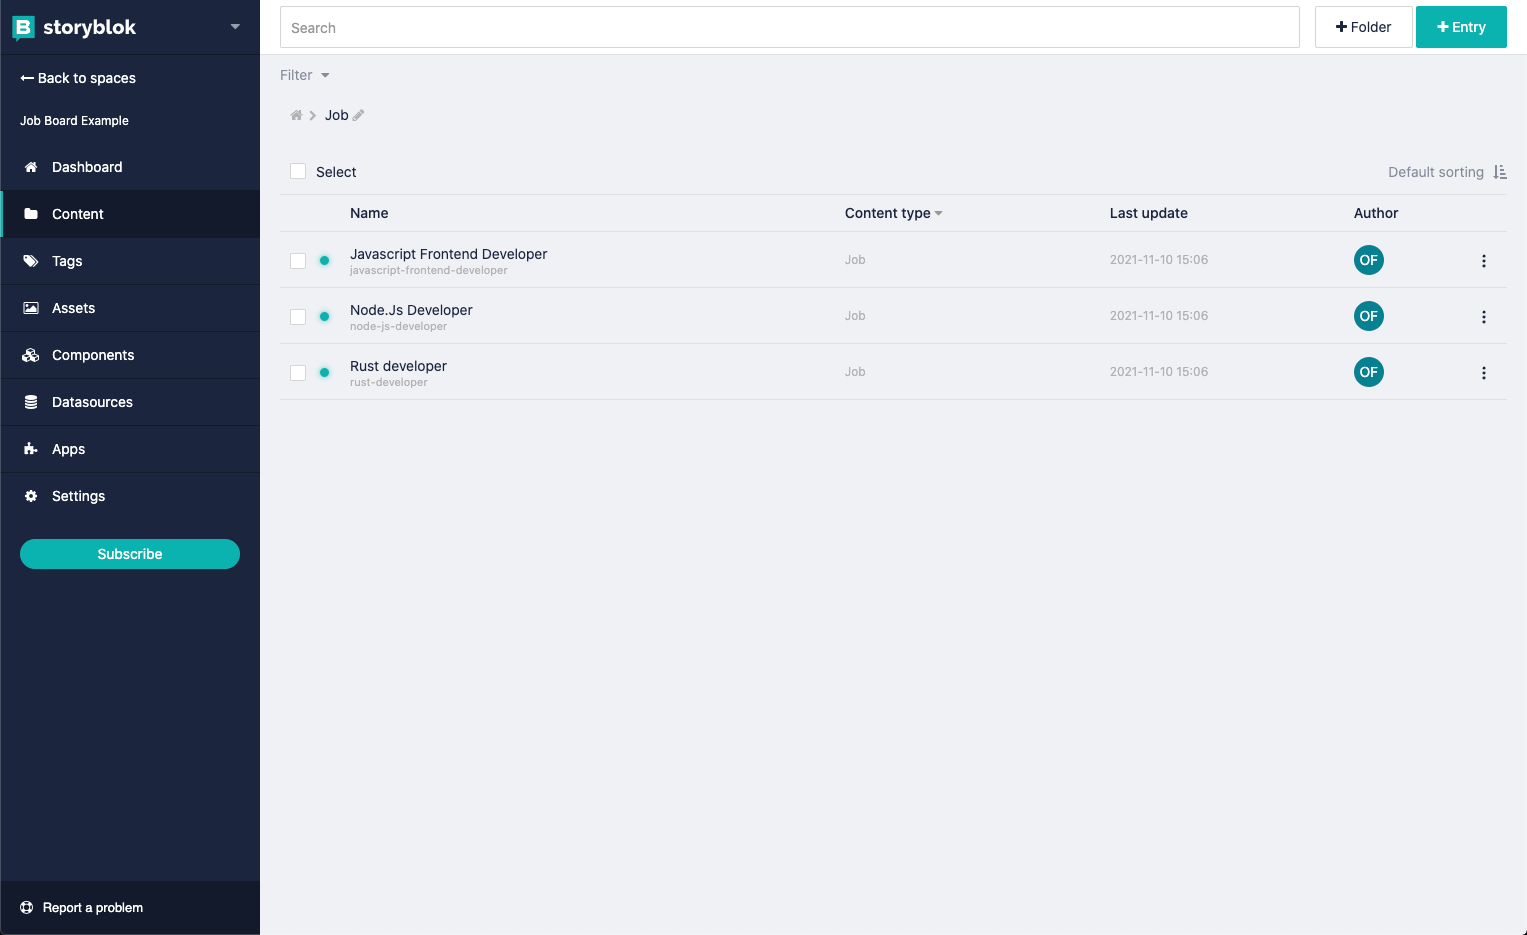 storyblok
Back to spaces
Job Board Example
Dashboard
Content
Tags
Assets
Components
Datasources
Apps
Settings
Subscribe
Report a problem
Search
Folder
Entry
Filter
Job
Select
Default sorting
Name Content type Last update Author
Javascript Frontend Developer Job 2021-11-10 15:06 OF
javascript-frontend-developer
Node.Js Developer Job 2021-11-10 15:06 OF
node-js-developer
Rust developer Job 2021-11-10 15:06 OF
rust-developer